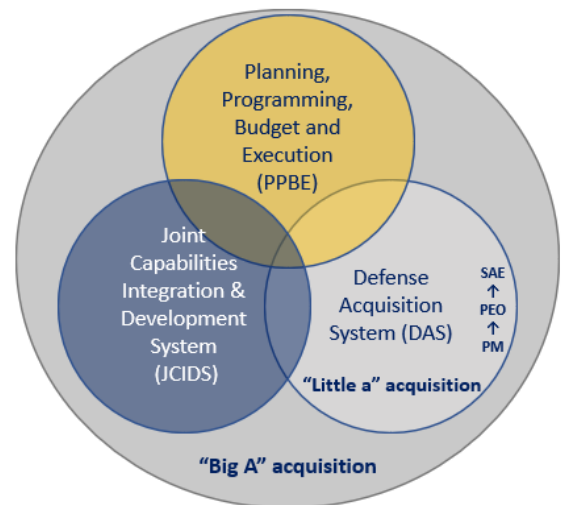 Planning,
Programming,
Budget and
Execution
(PPBE)
Joint
Capabilities
Integration &
Development
System
(JCIDS)
Defense
Acquisition
System (DAS)
SAE
↑
PEO
↑
PM
“Little a” acquisition
“Big A” acquisition